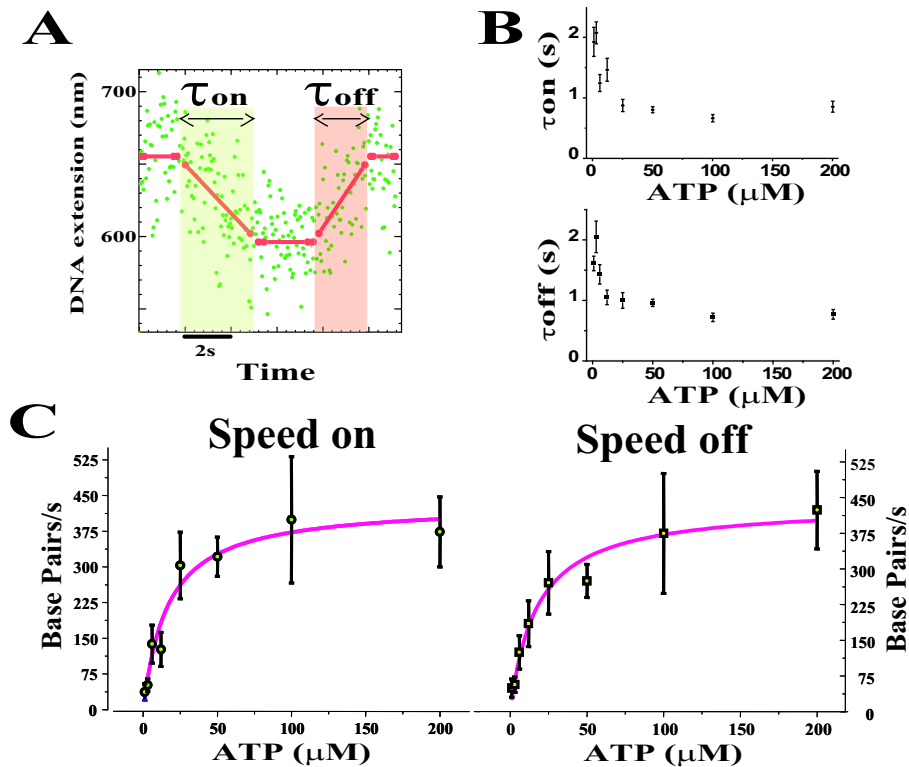 A
τon
τoff
DNA extension (nm)
700
600
2s
Time
B
τon (s)
2
1
0
0 50 100 150 200
ATP (μM)
τoff (s)
2
1
0
0 50 100 150 200
ATP (μM)
C
Speed on
Base Pairs/s
525
450
375
300
225
150
75
0
0 50 100 150 200
ATP (μM)
Speed off
525
450
375
300
225
150
75
0
Base Pairs/s
0 50 100 150 200
ATP (μM)